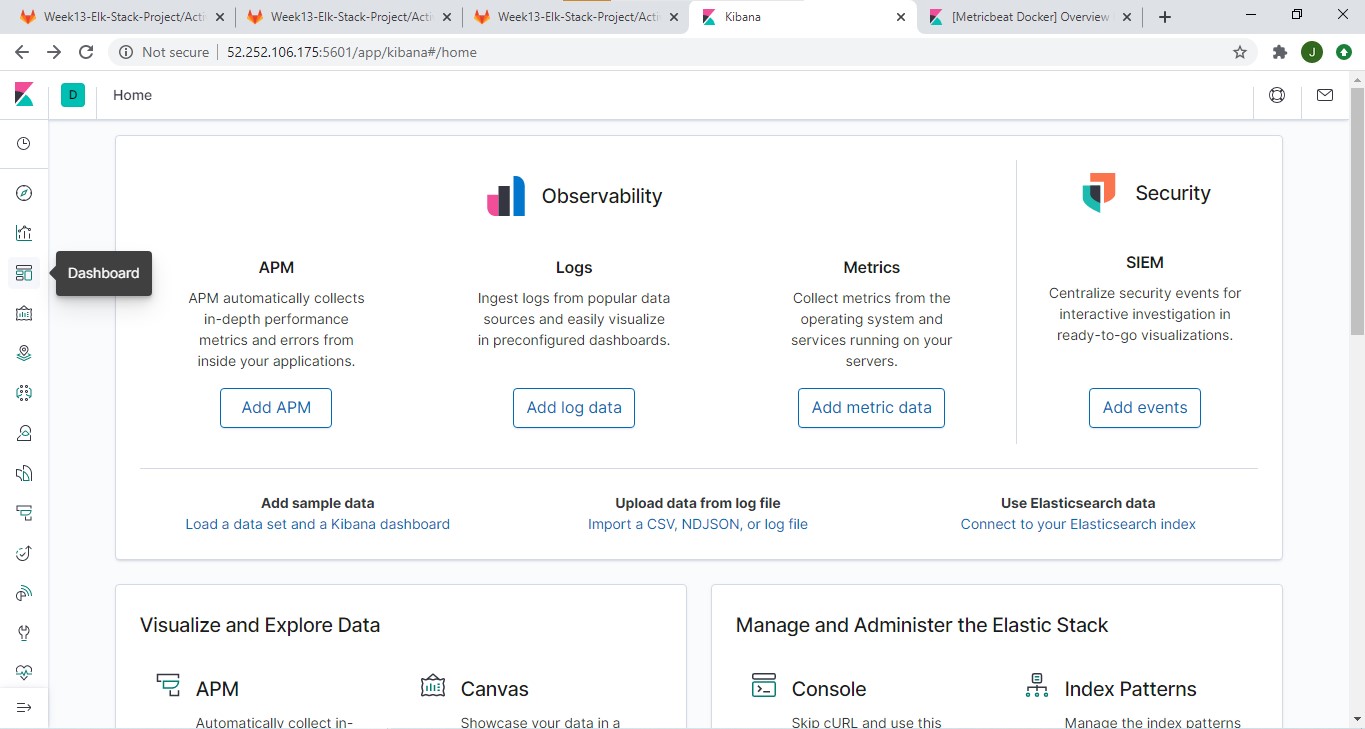 Week13-Elk-Stack-Project/Activi
Week13-Elk-Stack-Project/Activi
Week13-Elk-Stack-Project/Activi
Kibana
[Metricbeat Docker] Overview
Not secure
52.252.106.175:5601/app/kibana#/home
J
D
Home
Dashboard
Observability
Security
APM
APM automatically collects
in-depth performance
metrics and errors from
inside your applications.
Add APM
Logs
Ingest logs from popular data
sources and easily visualize
in preconfigured dashboards.
Add log data
Metrics
Collect metrics from the
operating system and
services running on your
servers.
Add metric data
SIEM
Centralize security events for
interactive investigation in
ready-to-go visualizations.
Add events
Add sample data
Load a data set and a Kibana dashboard
Upload data from log file
Import a CSV, NDJSON, or log file
Use Elasticsearch data
Connect to your Elasticsearch index
Visualize and Explore Data
APM
Automatically collect in-
Canvas
Showcase your data in a
Manage and Administer the Elastic Stack
Console
Skip cURL and use this
Index Patterns
Manage the index patterns